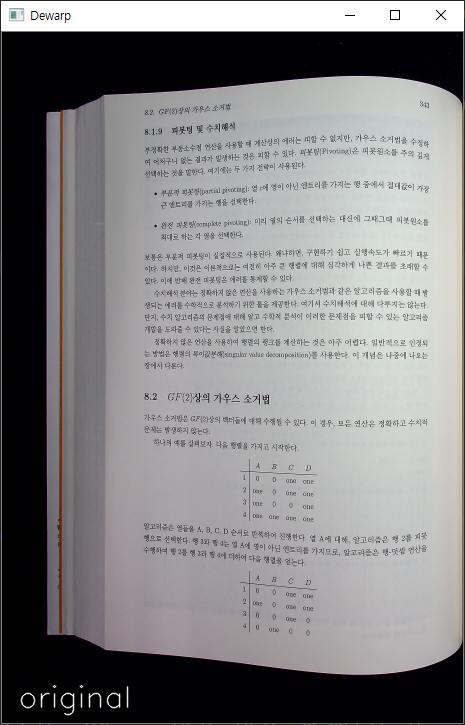 Dewarp
8.2. GF(2)상의 가우스 소거법 343
8.1.9 피봇팅 및 수치해석
부정확한 부동소수점 연산을 사용할 때 계산상의 에러는 피할 수 없지만, 가우스 소거법을 수정하
여 어처구니 없는 결과가 발생하는 것은 피할 수 있다. 피봇팅(Pivoting)은 피봇원소를 주의 깊게
선택하는 것을 말한다. 여기에는 두 가지 전략이 사용된다.
• 부분적 피봇팅(partial pivoting): 열 c에 영이 아닌 엔트리를 가지는 행 중에서 절대값이 가장
큰 엔트리를 가지는 행을 선택한다.
• 완전 피봇팅(complete pivoting): 미리 열의 순서를 선택하는 대신에 그때그때 피봇원소를
최대로 하는 각 열을 선택한다.
보통은 부분적 피봇팅이 실질적으로 사용된다. 왜냐하면, 구현하기 쉽고 실행속도가 빠르기 때문
이다. 하지만, 이것은 이론적으로는 여전히 아주 큰 행렬에 대해 심각하게 나쁜 결과를 초래할 수
있다. 이에 반해 완전 피봇팅은 에러를 통제할 수 있다.
수치해석 분야는 정확하지 않은 연산을 사용하는 가우스 소거법과 같은 알고리즘을 사용할 때 발
생되는 에러를 수학적으로 분석하기 위한 툴을 제공한다. 여기서 수치해석에 대해 다루지는 않는다.
단지, 수치 알고리즘의 문제점에 대해 알고 수학적 분석이 이러한 문제점을 피할 수 있는 알고리즘
개발을 도와줄 수 있다는 사실을 알았으면 한다.
정확하지 않은 연산을 사용하여 행렬의 랭크를 계산하는 것은 아주 어렵다. 일반적으로 인정되
는 방법은 행렬의 특이값분해(singular value decomposition)를 사용한다. 이 개념은 나중에 나오는
장에서 다룬다.
8.2 GF(2)상의 가우스 소거법
가우스 소거법은 GF(2)상의 벡터들에 대해 수행될 수 있다. 이 경우, 모든 연산은 정확하고 수치적
문제는 발생하지 않는다.
하나의 예를 살펴보자. 다음 행렬을 가지고 시작한다.
A B C D
1 0 0 one one
2 one 0 one one
3 one 0 0 one
4 one one one one
알고리즘은 열들을 A, B, C, D 순서로 반복하여 진행한다. 열 A에 대해, 알고리즘은 행 2를 피봇
행으로 선택한다. 행 3와 행 4는 열 A에 영이 아닌 엔트리를 가지므로, 알고리즘은 행-덧셈 연산을
수행하여 행 2를 행 3와 행 4에 더하여 다음 행렬을 얻는다.
A B C D
1 0 0 one one
2 one 0 one one
3 0 0 one 0
4 0 one 0 0
original